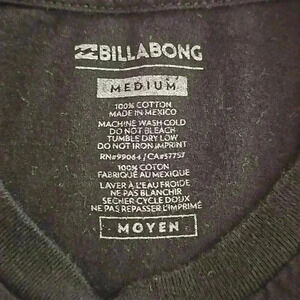 BILLABONG
MEDIUM
100% COTTON
MADE IN MEXICO
MACHINE WASH COLD
DO NOT BLEACH
TUMBLE DRY LOW
DO NOT IRON IMPRINT
RN#99064 / CA#37757
100% COTON
FABRIQUÉ AU MEXIQUE
LAVER À L'EAU FROIDE
NE PAS BLANCHIR
SECHER CYCLE DOUX
NE PAS REPASSER L'IMPRIMÉ
MOYEN